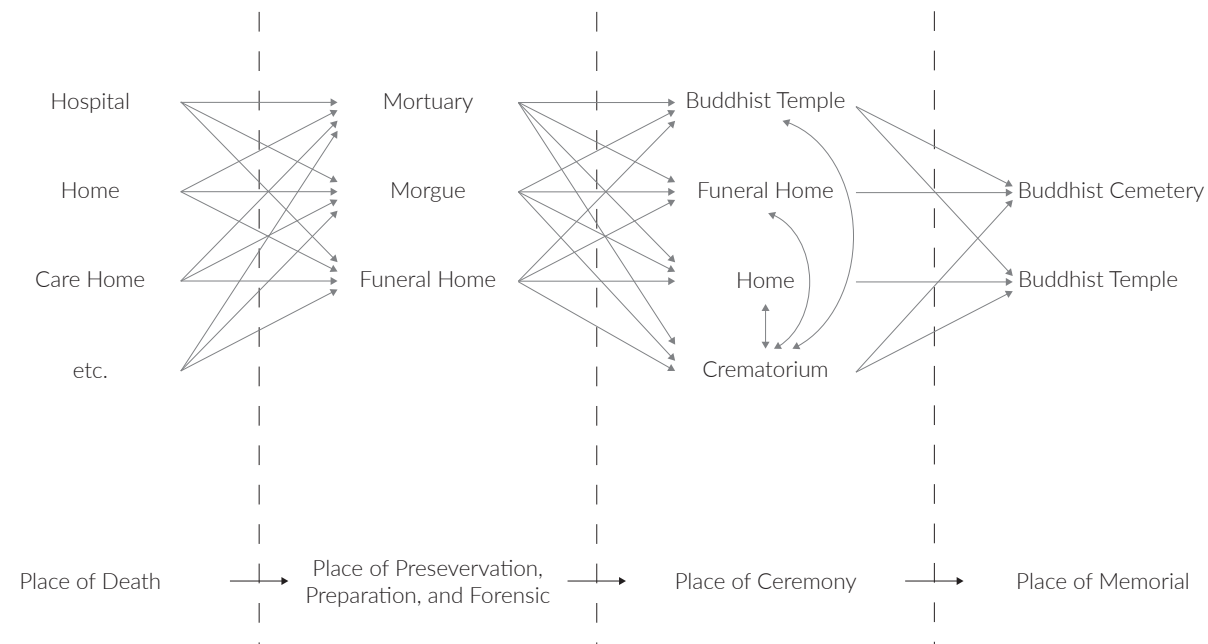 Hospital
Mortuary
Buddhist Temple
Home
Morgue
Funeral Home
Buddhist Cemetery
Care Home
Funeral Home
Home
Buddhist Temple
etc.
Crematorium
Place of Death
Place of Presevervation,
Preparation, and Forensic
Place of Ceremony
Place of Memorial